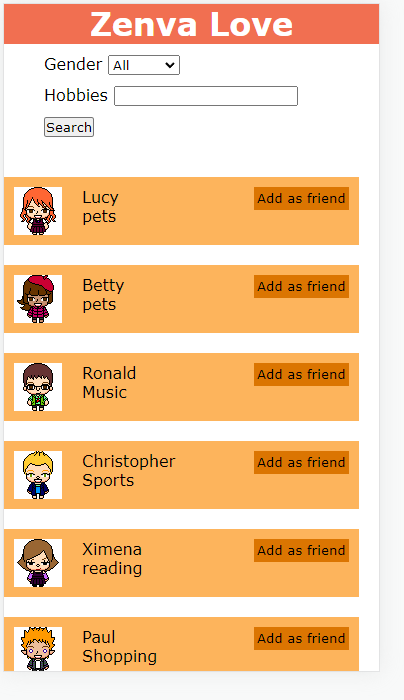 Zenva Love
Gender All
Hobbies
Search
Lucy
pets
Add as friend
Betty
pets
Add as friend
Ronald
Music
Add as friend
Christopher
Sports
Add as friend
Ximena
reading
Add as friend
Paul
Shopping
Add as friend